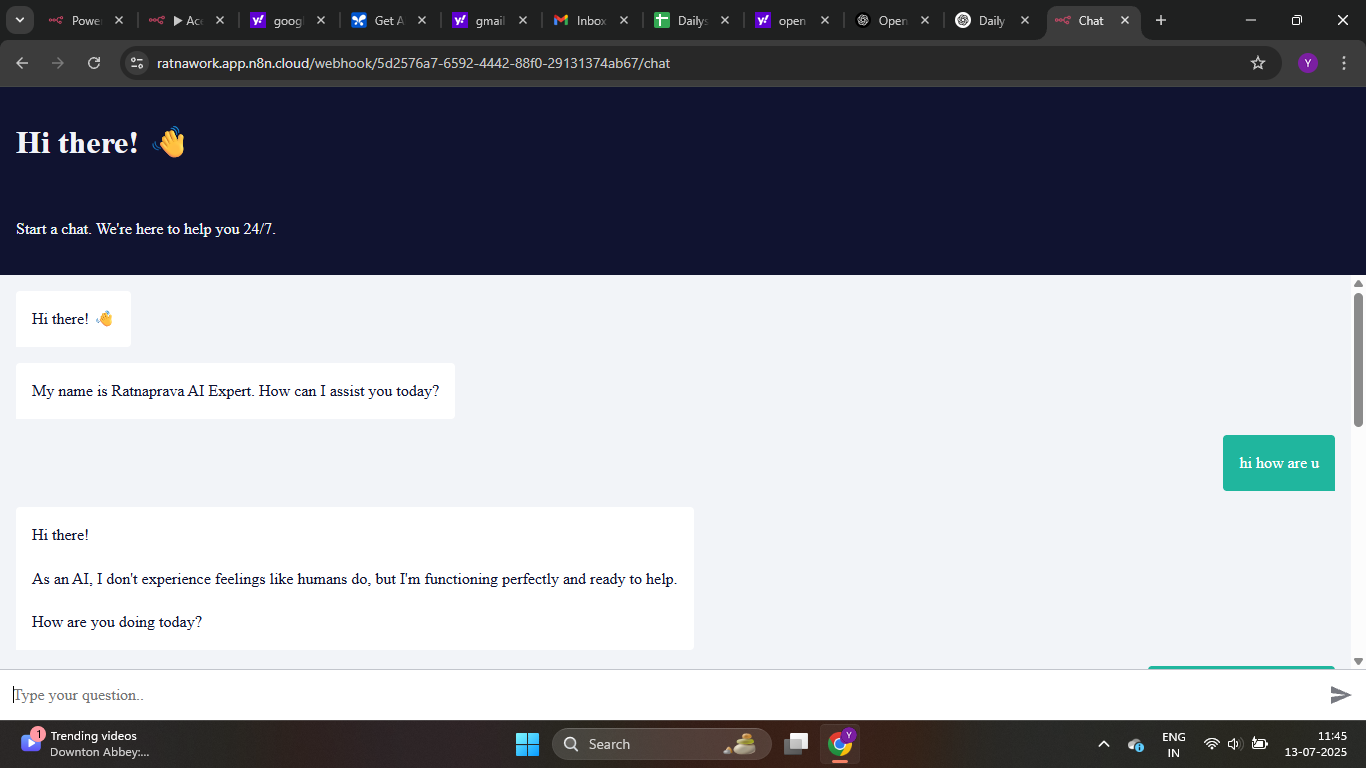 Power
Ac
googl
Get A
gmail
Inbox
Dailys
open
Open
Daily
Chat
ratnawork.app.n8n.cloud/webhook/5d2576a7-6592-4442-88f0-29131374ab67/chat
Y
Hi there! 👋
Start a chat. We're here to help you 24/7.
Hi there! 👋
My name is Ratnaprava AI Expert. How can I assist you today?
hi how are u
Hi there!
As an AI, I don't experience feelings like humans do, but I'm functioning perfectly and ready to help.
How are you doing today?
Type your question..
1
Trending videos
Downton Abbey:...
Search
Y
ENG
IN
11:45
13-07-2025